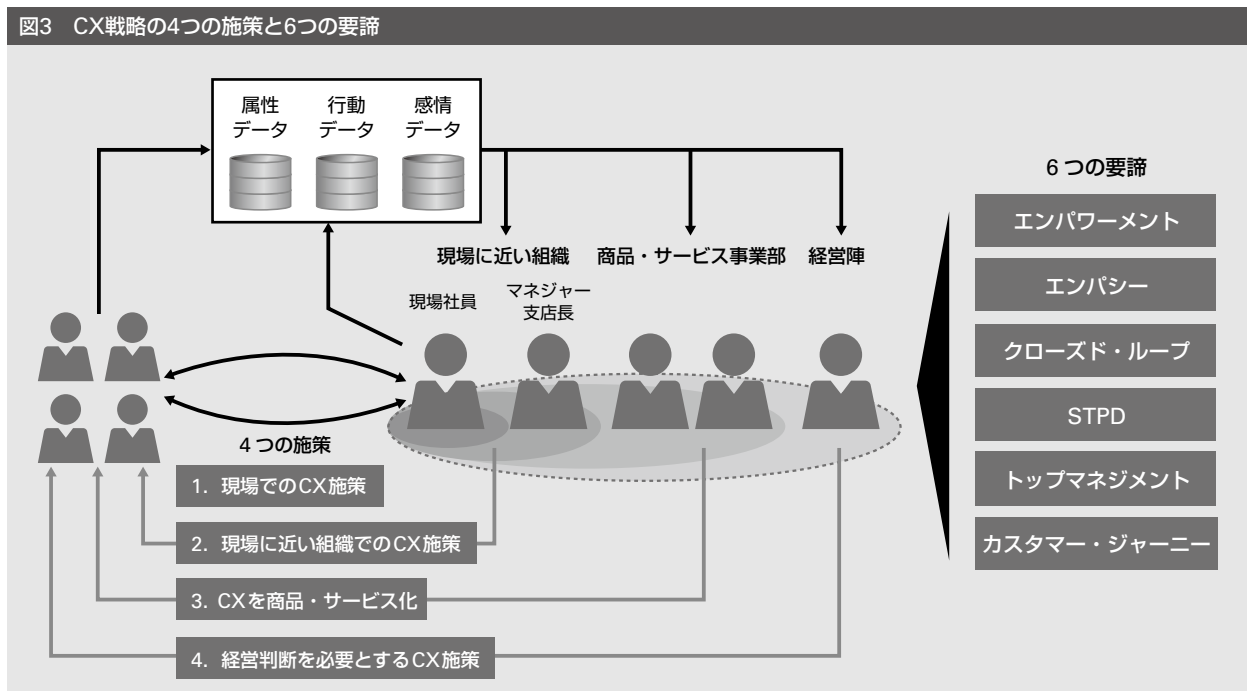 図3　CX戦略の4つの施策と6つの要諦
属性
データ
行動
データ
感情
データ
現場に近い組織
商品・サービス事業部
経営陣
現場社員
マネジャー
支店長
4つの施策
1. 現場でのCX施策
2. 現場に近い組織でのCX施策
3. CXを商品・サービス化
4. 経営判断を必要とするCX施策
6つの要諦
エンパワーメント
エンパシー
クローズド・ループ
STPD
トップマネジメント
カスタマー・ジャーニー